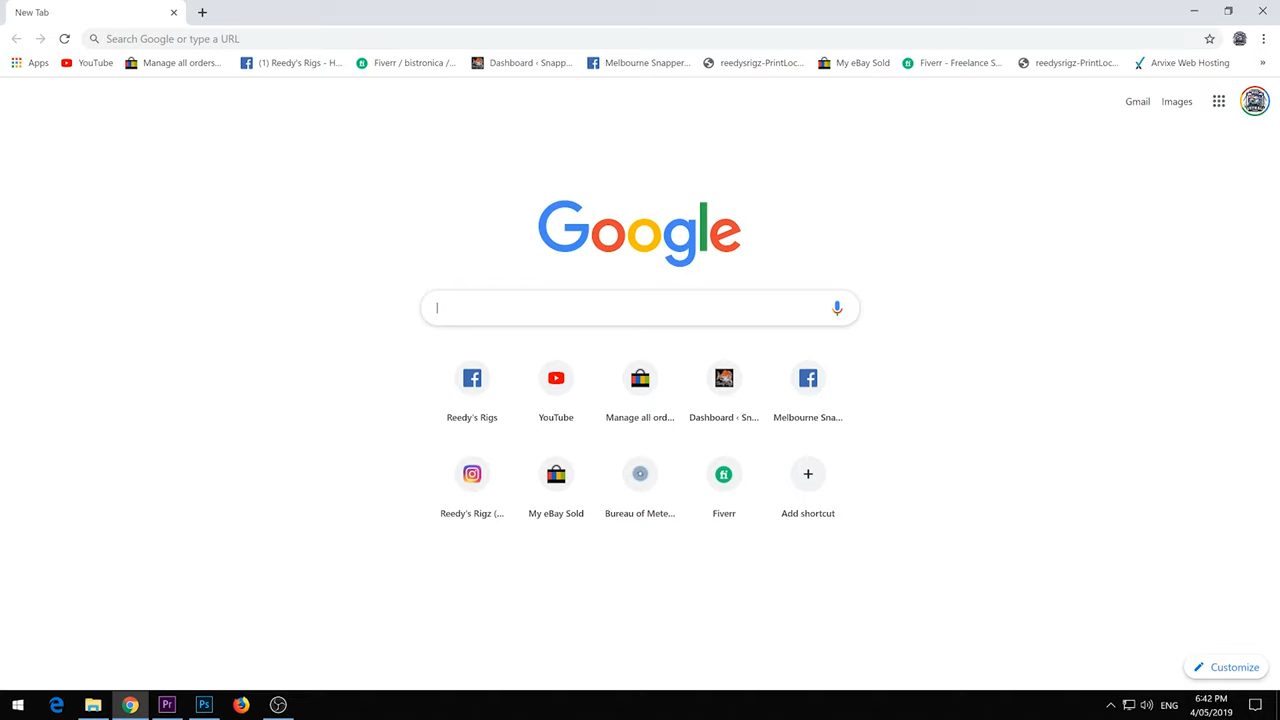 New Tab
Search Google or type a URL
Apps YouTube Manage all orders... (1) Reedy's Rigs - H... Fiverr / bistronica /... Dashboard ‹ Snapp... Melbourne Snapper... reedysrigz-PrintLoc... My eBay Sold Fiverr - Freelance S... reedysrigz-PrintLoc... Arvixe Web Hosting »
Gmail Images
Google
Reedy's Rigs YouTube Manage all ord... Dashboard ‹ Sn... Melbourne Sna...
fi
Reedy's Rigz (... My eBay Sold Bureau of Mete... Fiverr Add shortcut
Customize
Pr Ps ENG 6:42 PM
4/05/2019